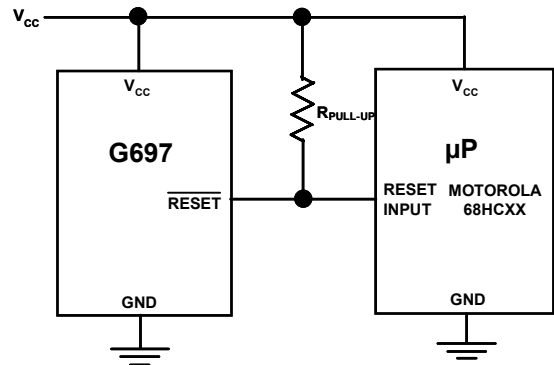 Vcc
Vcc
G697
RESET
GND
RPULL-UP
Vcc
µP
RESET INPUT
MOTOROLA 68HCXX
GND